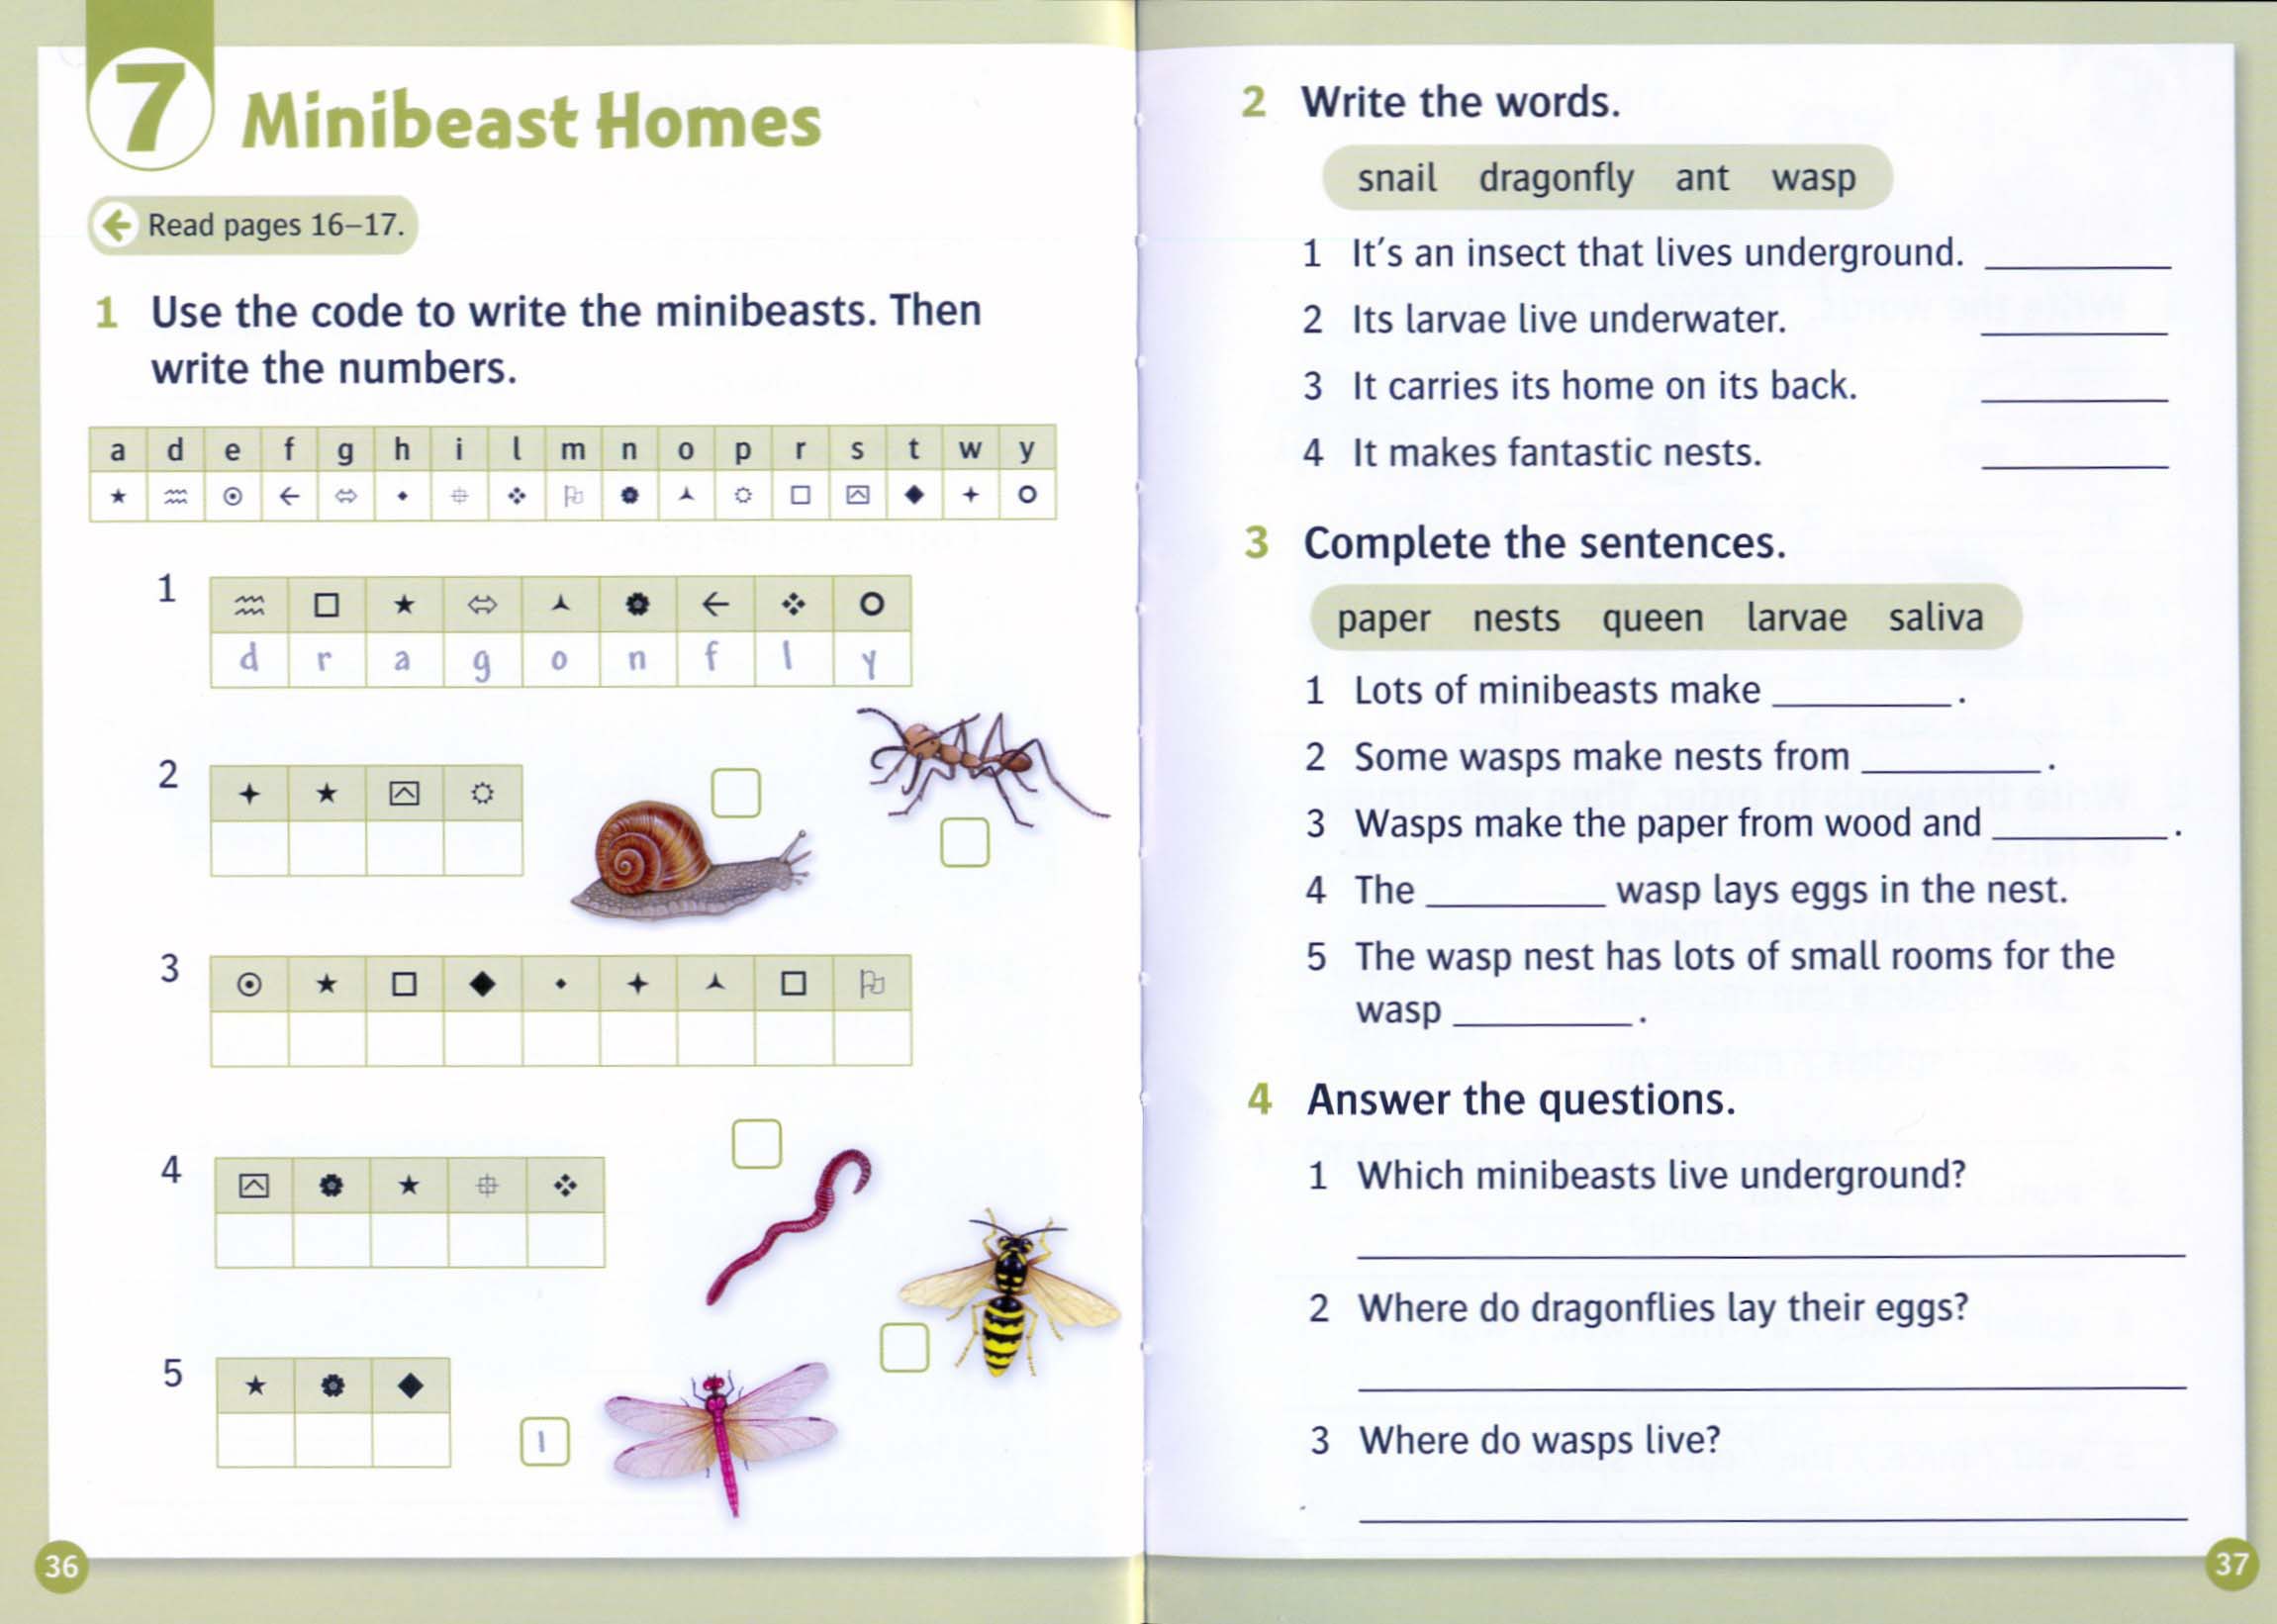 7 Minibeast Homes
Read pages 16–17.
1 Use the code to write the minibeasts. Then
write the numbers.
a d e f g h i l m n o p r s t w y
1
d r a g o n f l y
2
3
4
5
1
36
2 Write the words.
snail dragonfly ant wasp
1 It's an insect that lives underground. ________
2 Its larvae live underwater. ________
3 It carries its home on its back. ________
4 It makes fantastic nests. ________
3 Complete the sentences.
paper nests queen larvae saliva
1 Lots of minibeasts make ________.
2 Some wasps make nests from ________.
3 Wasps make the paper from wood and ________.
4 The ________ wasp lays eggs in the nest.
5 The wasp nest has lots of small rooms for the
wasp ________.
4 Answer the questions.
1 Which minibeasts live underground?
2 Where do dragonflies lay their eggs?
3 Where do wasps live?
37